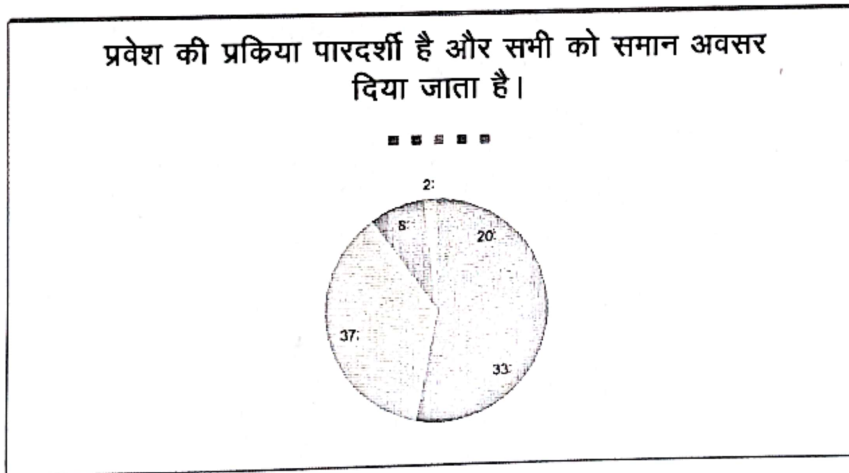 प्रवेश की प्रकिया पारदर्शी है और सभी को समान अवसर
दिया जाता है।
2:
8:
20:
37:
33: